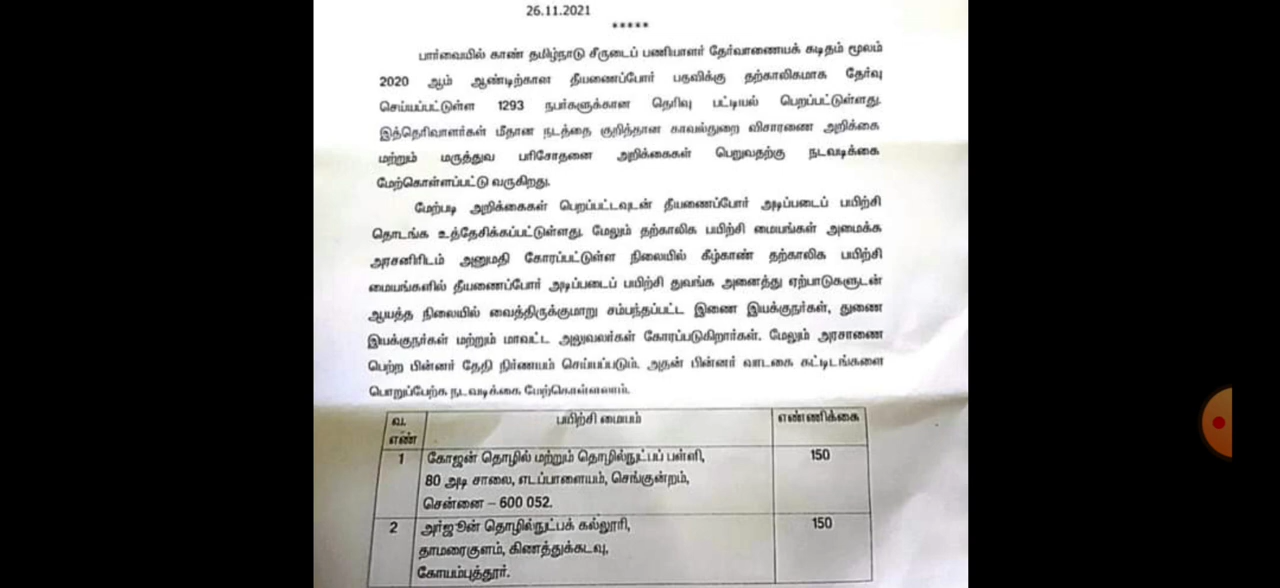 26.11.2021
*****
பார்வையில் காண் தமிழ்நாடு சீருடைப் பணியாளர் தேர்வாணையக் கடிதம் மூலம்
2020 ஆம் ஆண்டிற்கான தீயணைப்போர் பதவிக்கு தற்காலிகமாக தேர்வு
செய்யப்பட்டுள்ள 1293 நபர்களுக்கான தெரிவு பட்டியல் பெறப்பட்டுள்ளது.
இத்தெரிவாளர்கள் மீதான நடத்தை குறித்தான காவல்துறை விசாரணை அறிக்கை
மற்றும் மருத்துவ பரிசோதனை அறிக்கைகள் பெறுவதற்கு நடவடிக்கை
மேற்கொள்ளப்பட்டு வருகிறது.
மேற்படி அறிக்கைகள் பெறப்பட்டவுடன் தீயணைப்போர் அடிப்படைப் பயிற்சி
தொடங்க உத்தேசிக்கப்பட்டுள்ளது. மேலும் தற்காலிக பயிற்சி மையங்கள் அமைக்க
அரசனிரிடம் அனுமதி கோரப்பட்டுள்ள நிலையில் கீழ்காண் தற்காலிக பயிற்சி
மையங்களில் தீயணைப்போர் அடிப்படைப் பயிற்சி துவங்க அனைத்து ஏற்பாடுகளுடன்
ஆயத்த நிலையில் வைத்திருக்குமாறு சம்பந்தப்பட்ட இணை இயக்குநர்கள், துணை
இயக்குநர்கள் மற்றும் மாவட்ட அலுவலர்கள் கோரப்படுகிறார்கள். மேலும் அரசாணை
பெற்ற பின்னர் தேதி நிர்ணயம் செய்யப்படும். அதன் பின்னர் வாடகை கட்டிடங்களை
பொறுப்பேற்க நடவடிக்கை மேற்கொள்ளலாம்.
வ. எண் பயிற்சி மையம் எண்ணிக்கை
1 கோஜன் தொழில் மற்றும் தொழில்நுட்பப் பள்ளி, 150
80 அடி சாலை, எடப்பாளையம், செங்குன்றம்,
சென்னை – 600 052.
2 அர்ஜூன் தொழில்நுட்பக் கல்லூரி, 150
தாமரைகுளம், கிணத்துக்கடவு,
கோயம்புத்தூர்.